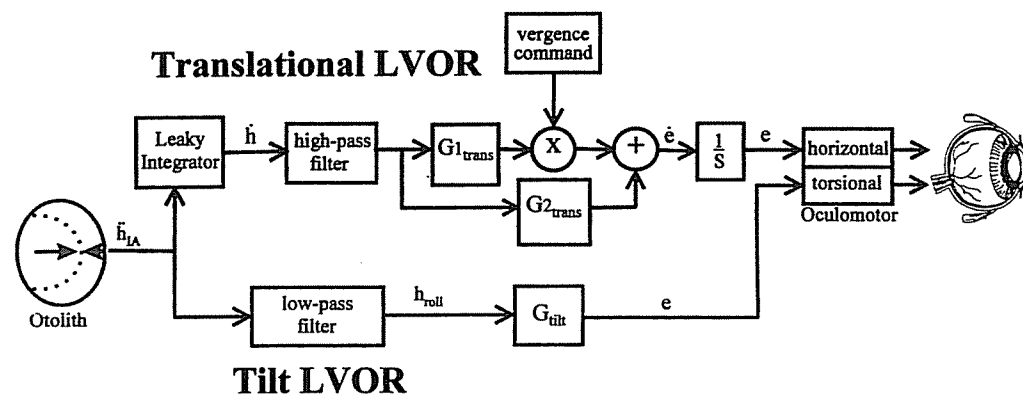 Translational LVOR
vergence
command
Leaky
Integrator
ḣ
high-pass
filter
G1trans
X
+
ė
1
S
e
horizontal
torsional
Oculomotor
G2trans
ḧIA
Otolith
low-pass
filter
hroll
Gtilt
e
Tilt LVOR